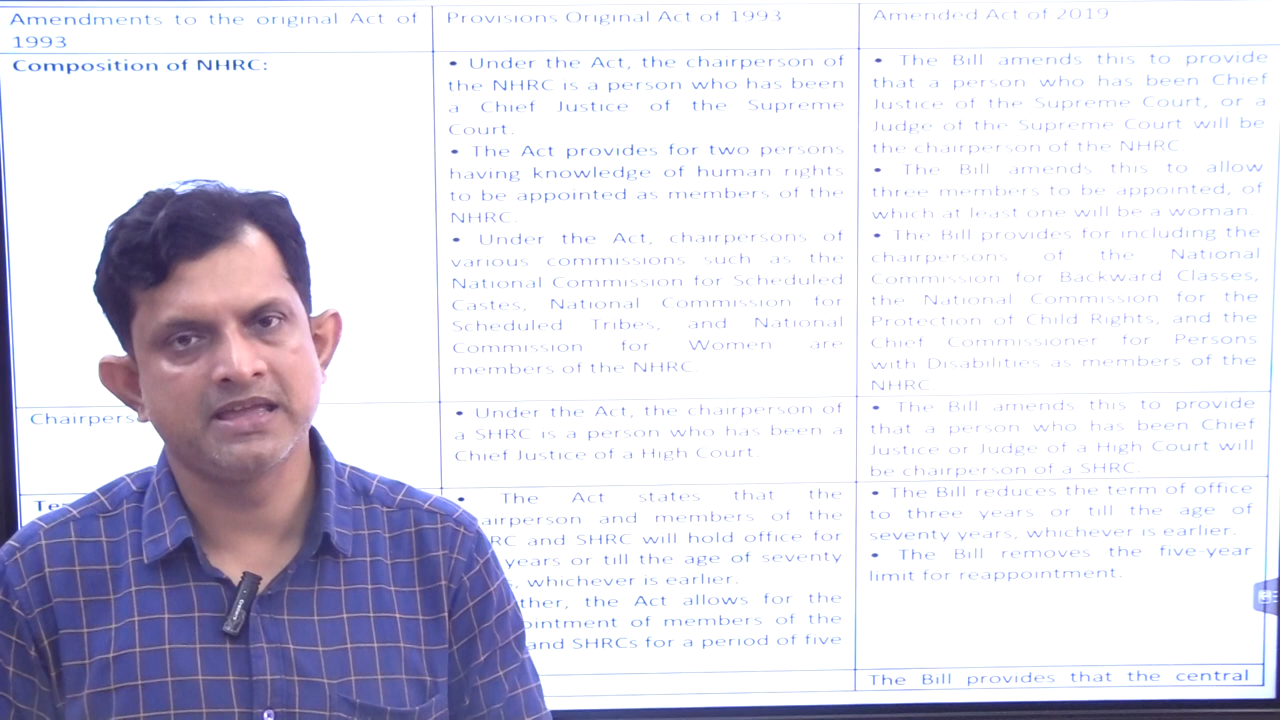 Amendments to the original Act of
1993
Provisions Original Act of 1993
Amended Act of 2019
Composition of NHRC:
• Under the Act, the chairperson of
the NHRC is a person who has been
a Chief Justice of the Supreme
Court.
• The Act provides for two persons
having knowledge of human rights
to be appointed as members of the
NHRC.
• Under the Act, chairpersons of
various commissions such as the
National Commission for Scheduled
Castes, National Commission for
Scheduled Tribes, and National
Commission for Women are
members of the NHRC.
• The Bill amends this to provide
that a person who has been Chief
Justice of the Supreme Court, or a
Judge of the Supreme Court will be
the chairperson of the NHRC
• The Bill amends this to allow
three members to be appointed, of
which at least one will be a woman.
• The Bill provides for including the
chairpersons of the National
Commission for Backward Classes,
the National Commission for the
Protection of Child Rights, and the
Chief Commissioner for Persons
with Disabilities as members of the
NHRC.
• Under the Act, the chairperson of
a SHRC is a person who has been a
Chief Justice of a High Court.
• The Bill amends this to provide
that a person who has been Chief
Justice or Judge of a High Court will
be chairperson of a SHRC.
• The Act states that the
and members of the
and SHRC will hold office for
years or till the age of seventy
whichever is earlier.
the Act allows for the
of members of the
and SHRCs for a period of five
• The Bill reduces the term of office
to three years or till the age of
seventy years, whichever is earlier.
• The Bill removes the five-year
limit for reappointment.
The Bill provides that the central